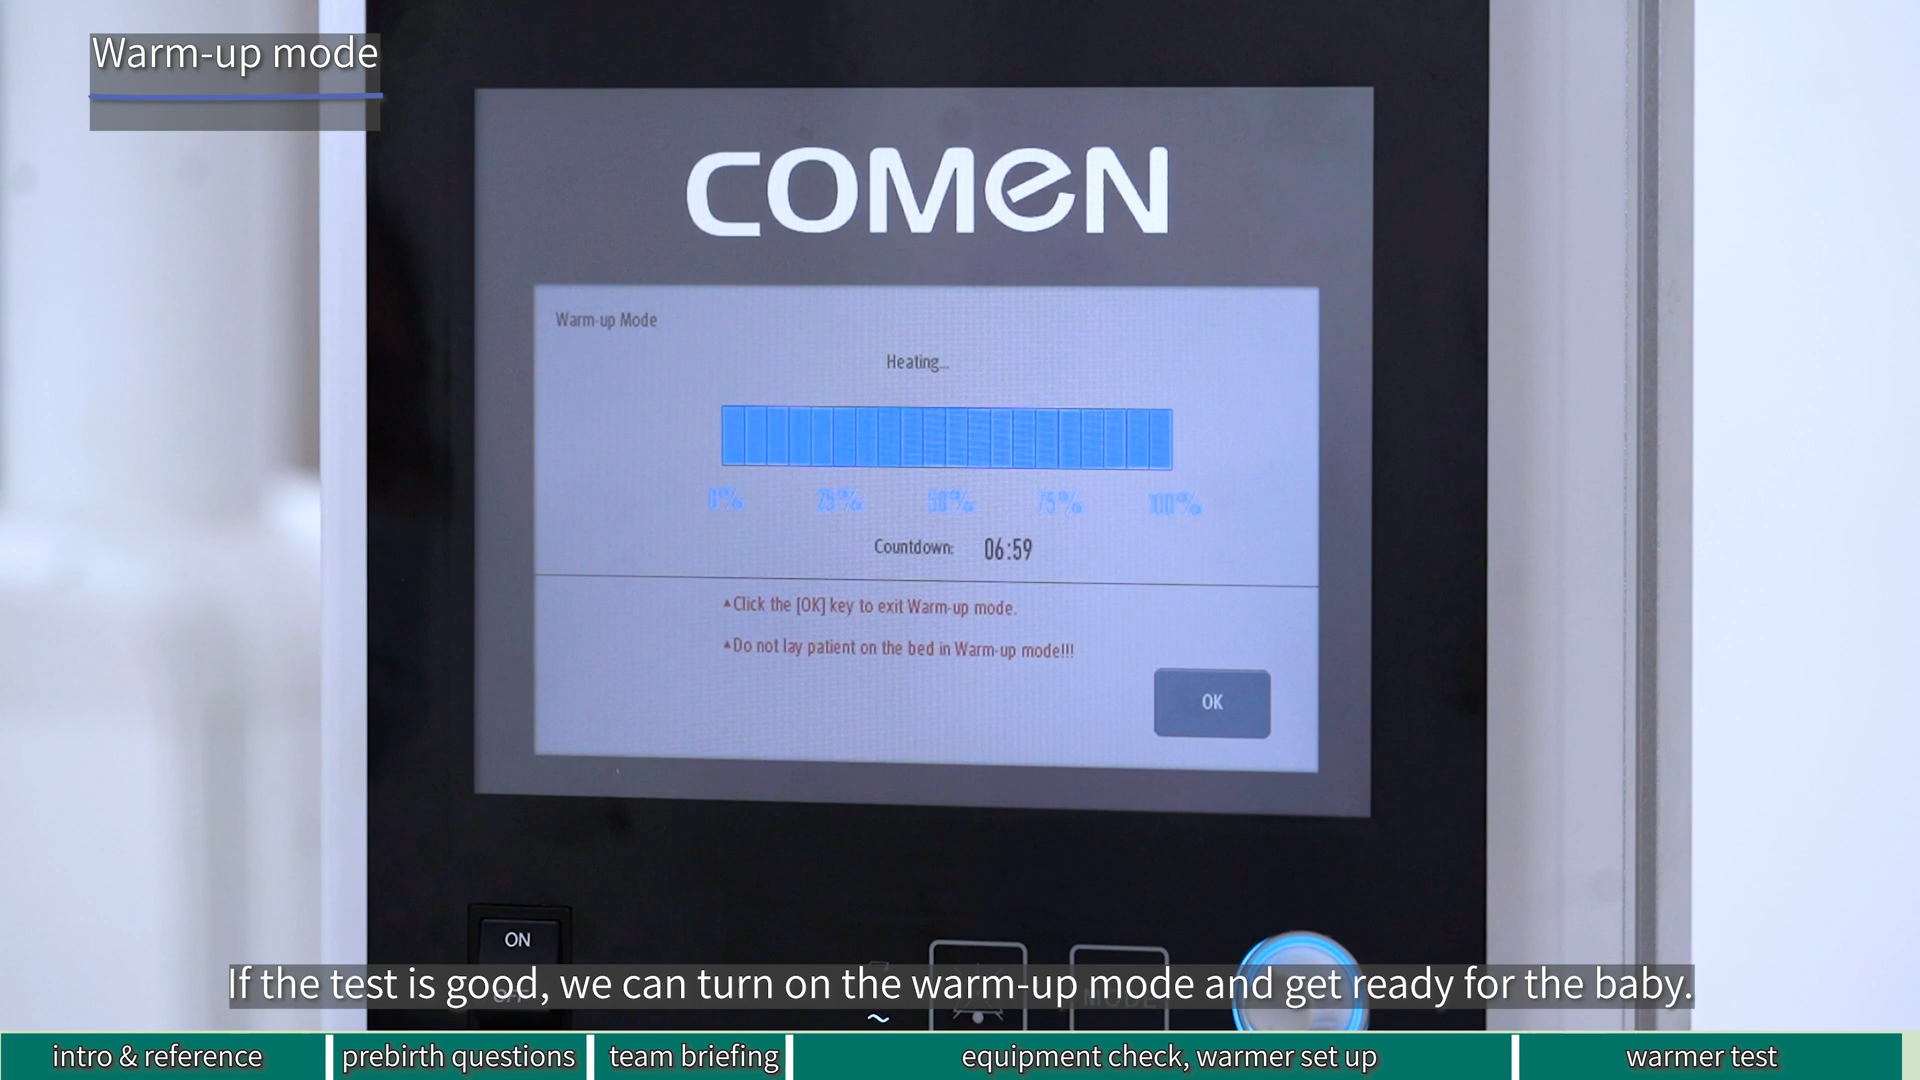 Warm-up mode
COMEN
Warm-up Mode
Heating...
0% 25% 50% 75% 100%
Countdown: 06:59
▲Click the [OK] key to exit Warm-up mode.
▲Do not lay patient on the bed in Warm-up mode!!!
OK
ON
OFF
MODE
If the test is good, we can turn on the warm-up mode and get ready for the baby.
intro & reference prebirth questions team briefing equipment check, warmer set up warmer test